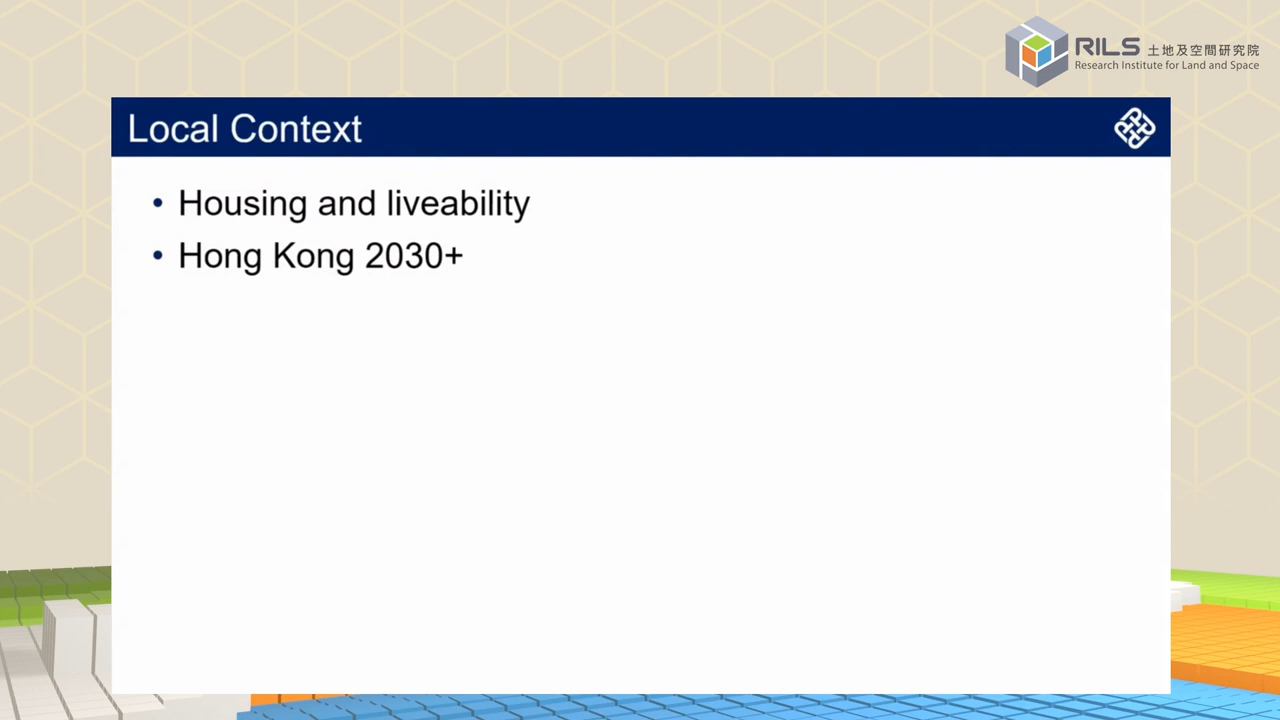 RILS 土地及空間研究院
Research Institute for Land and Space
Local Context
• Housing and liveability
• Hong Kong 2030+